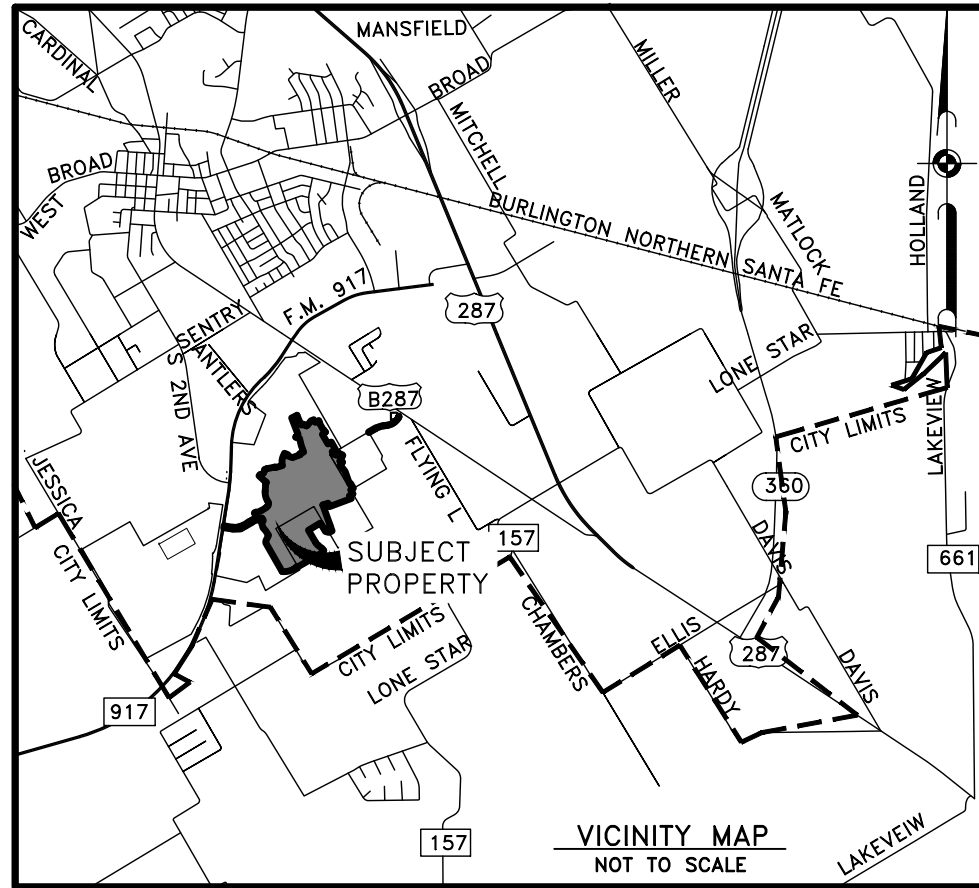 CARDINAL
MANSFIELD
BROAD
MILLER
MITCHELL
WEST BROAD
HOLLAND
BURLINGTON NORTHERN SANTA FE
MATLOCK
F.M. 917
287
SENTRY
S 2ND AVE
ANTLERS
LONE STAR
B287
CITY LIMITS
LAKEVIEW
FLYING L
360
JESSICA
CITY LIMITS
SUBJECT
PROPERTY
157
DAVIS
661
CITY LIMITS
CHAMBERS
ELLIS
HARDY
287
DAVIS
LONE STAR
917
157
VICINITY MAP
NOT TO SCALE
LAKEVEIW